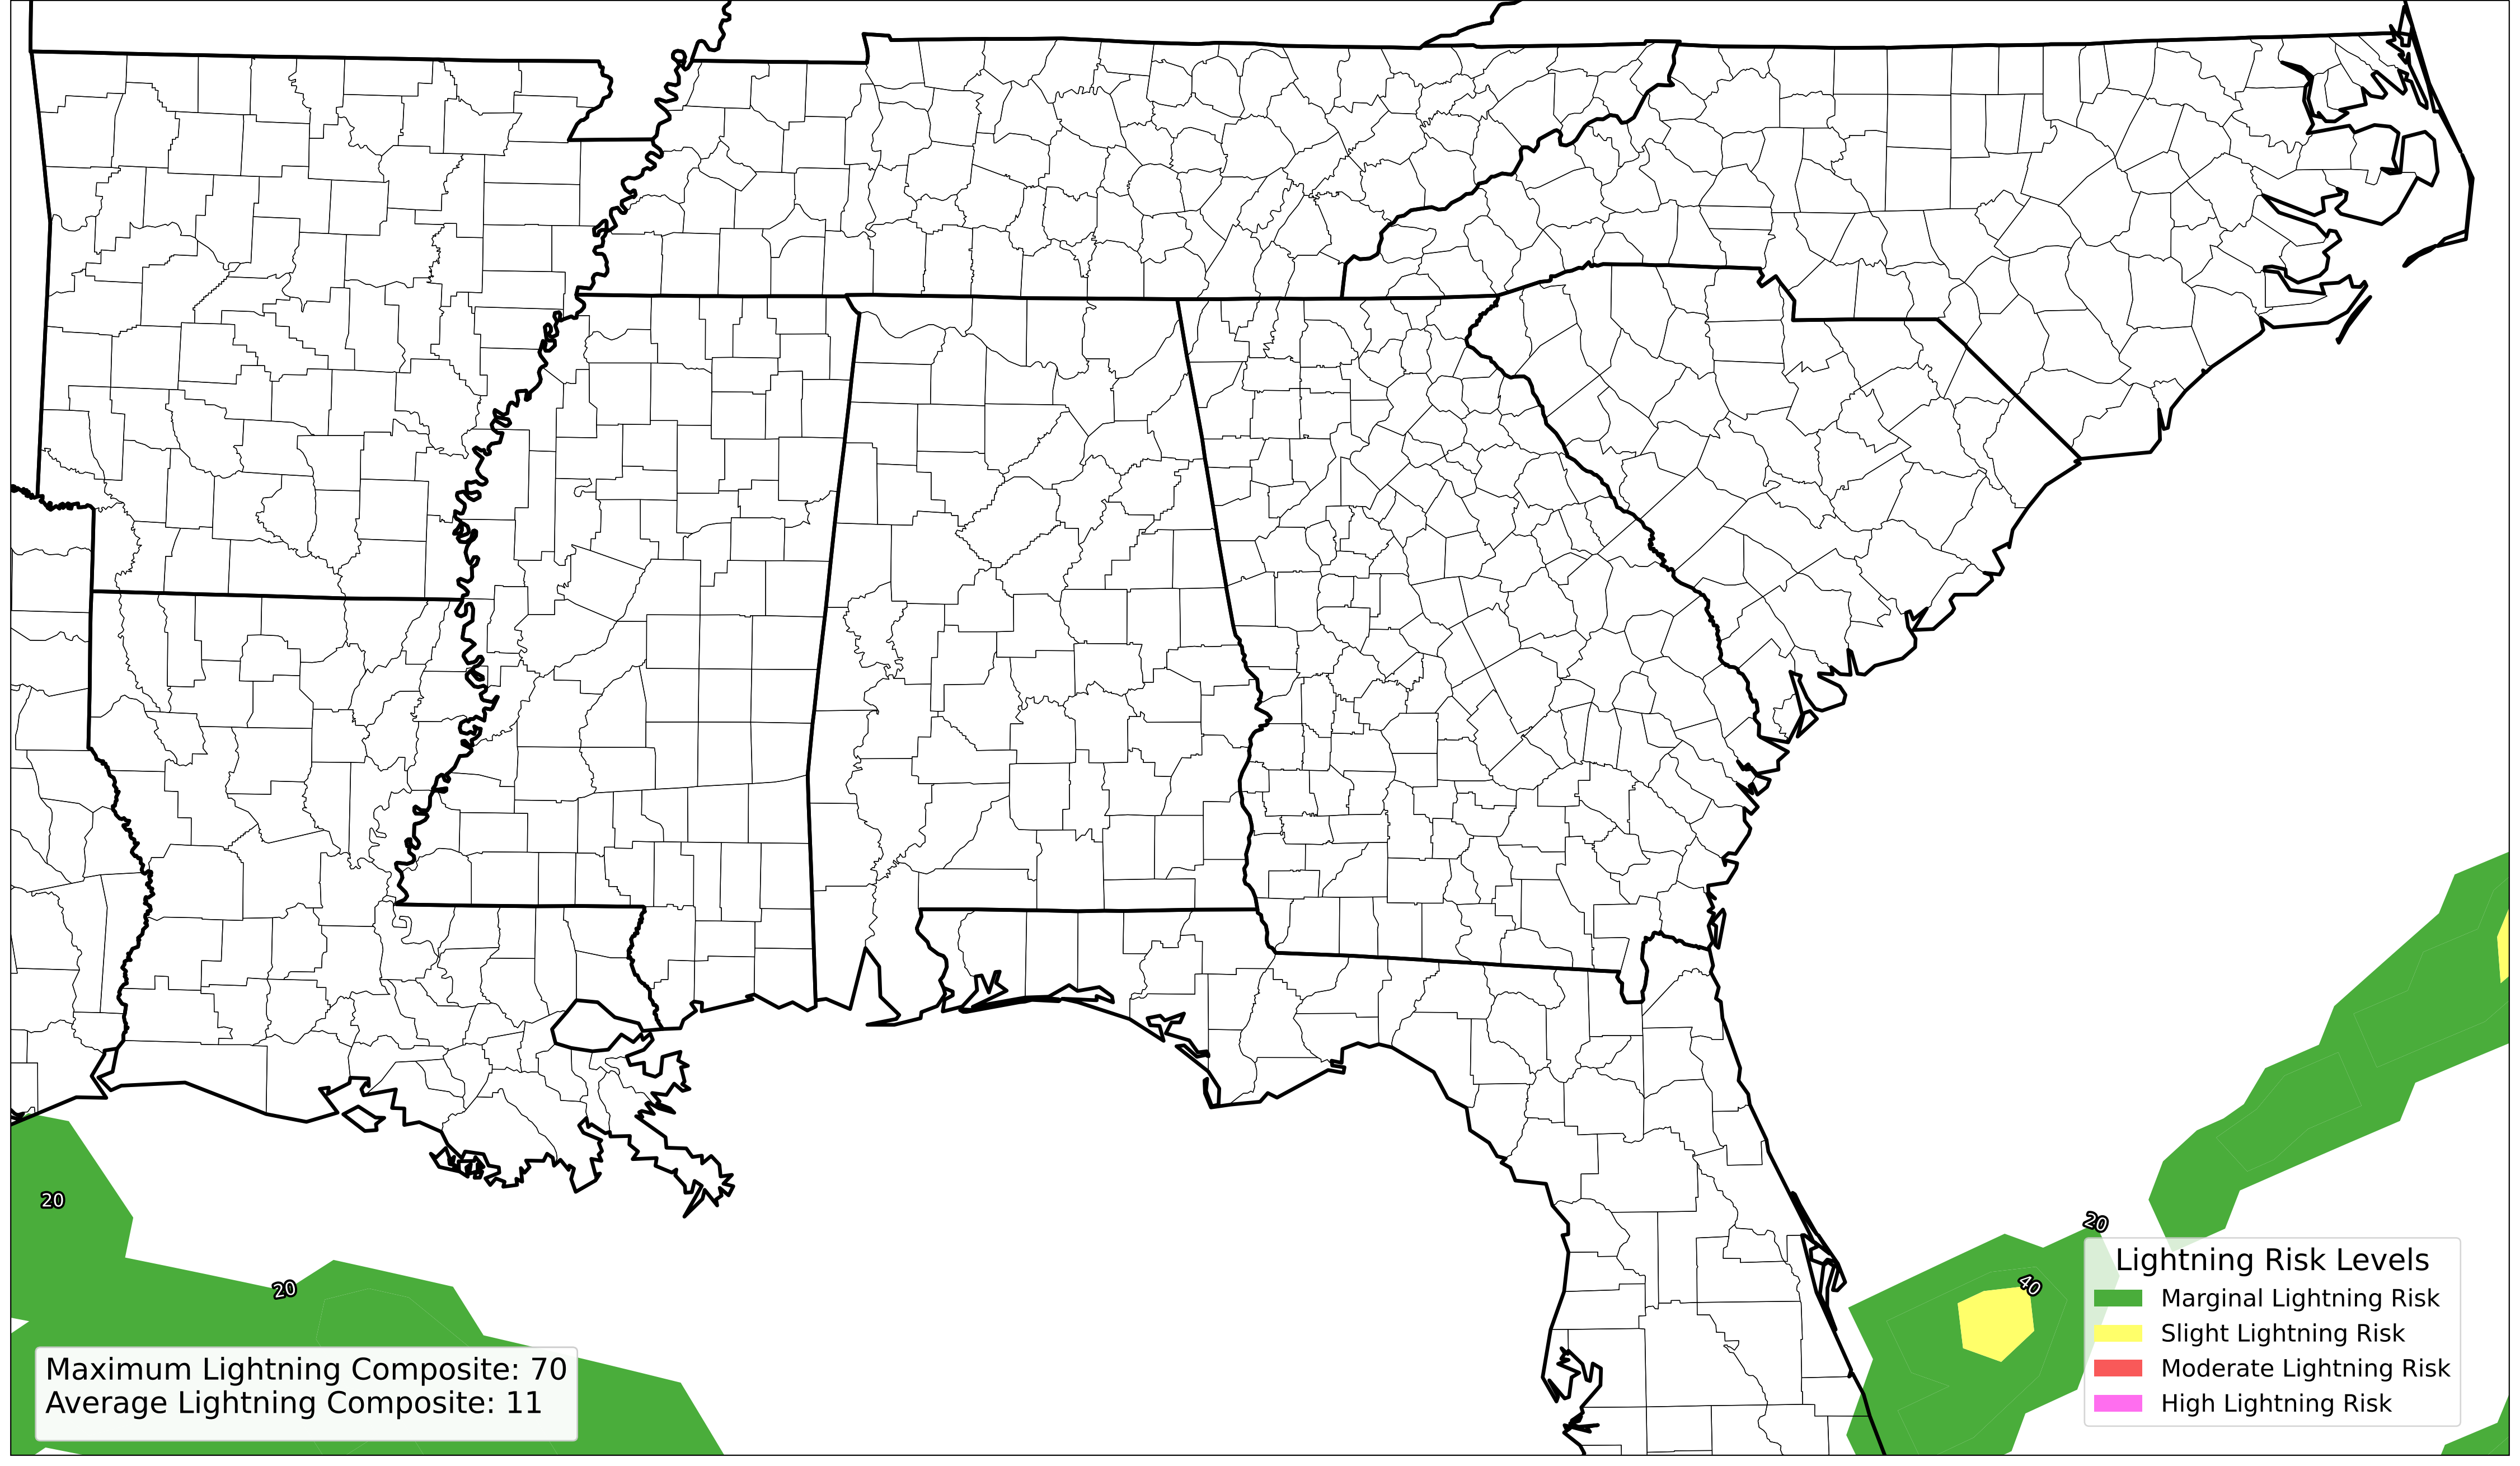 20
20
20
40
Lightning Risk Levels
Marginal Lightning Risk
Slight Lightning Risk
Moderate Lightning Risk
High Lightning Risk
Maximum Lightning Composite: 70
Average Lightning Composite: 11